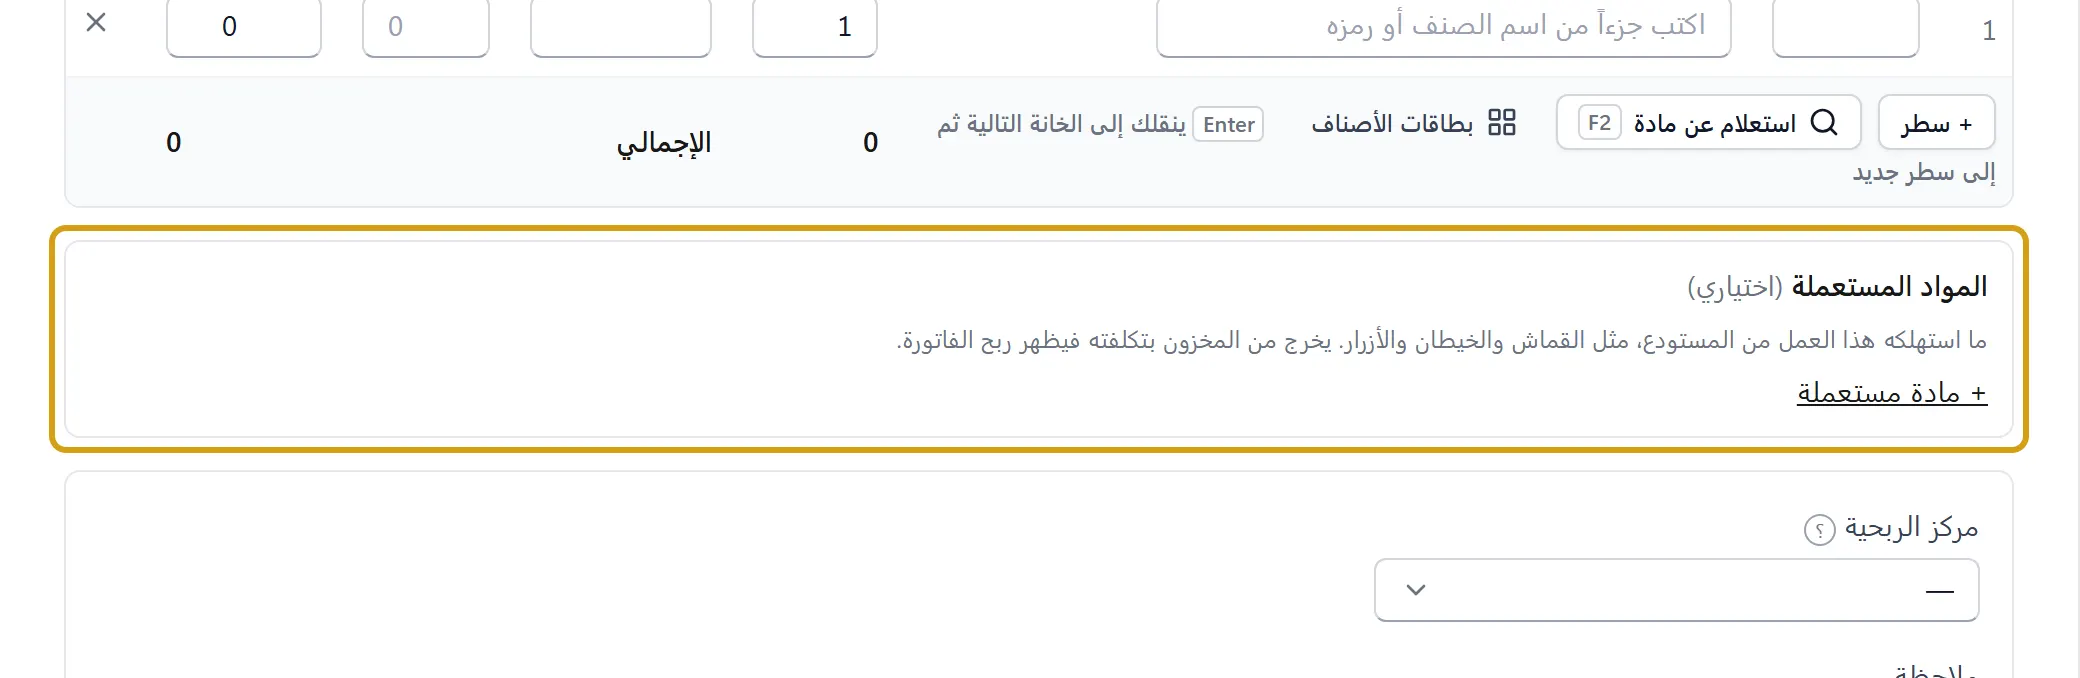 1 اكتب جزءاً من اسم الصنف أو رمزه 1 0 0
+ سطر استعلام عن مادة F2 بطاقات الأصناف Enter ينقلك إلى الخانة التالية ثم
إلى سطر جديد
0 الإجمالي 0
المواد المستعملة (اختياري)
ما استهلكه هذا العمل من المستودع، مثل القماش والخيطان والأزرار. يخرج من المخزون بتكلفته فيظهر ربح الفاتورة.
+ مادة مستعملة
مركز الربحية ؟
—
ملاحظة